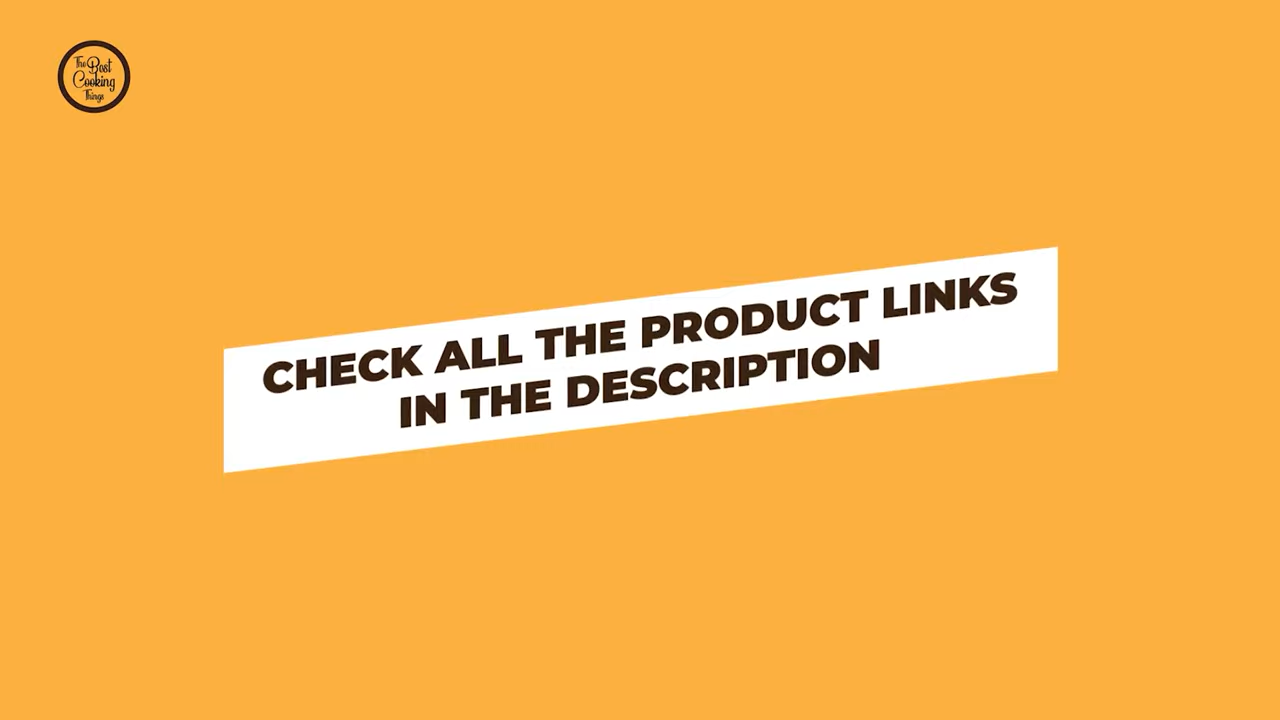 The Best
Cooking
Things
CHECK ALL THE PRODUCT LINKS
IN THE DESCRIPTION